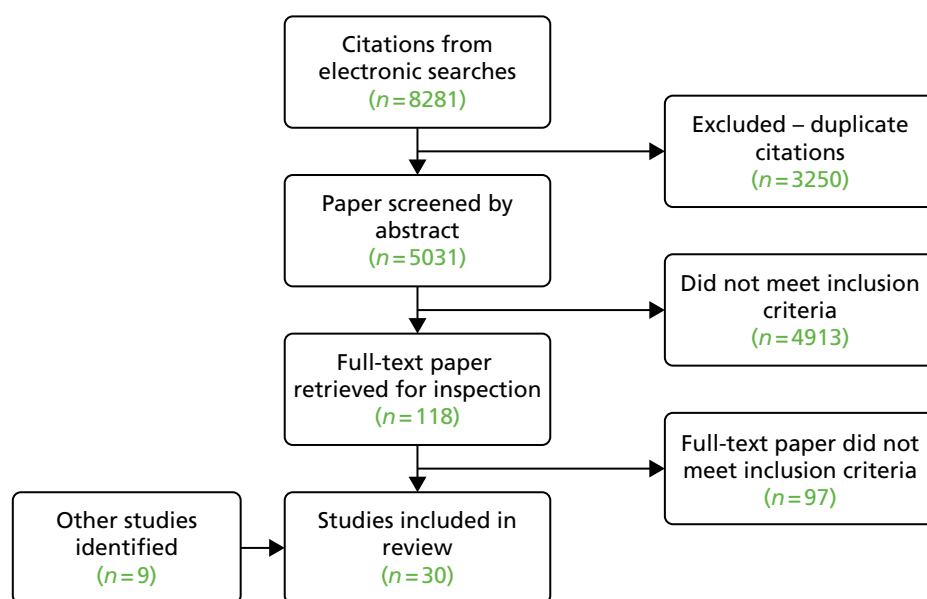 Citations from
electronic searches
(n=8281)
Excluded – duplicate
citations
(n=3250)
Paper screened by
abstract
(n=5031)
Did not meet inclusion
criteria
(n=4913)
Full-text paper
retrieved for inspection
(n=118)
Full-text paper did not
meet inclusion criteria
(n=97)
Other studies
identified
(n=9)
Studies included in
review
(n=30)